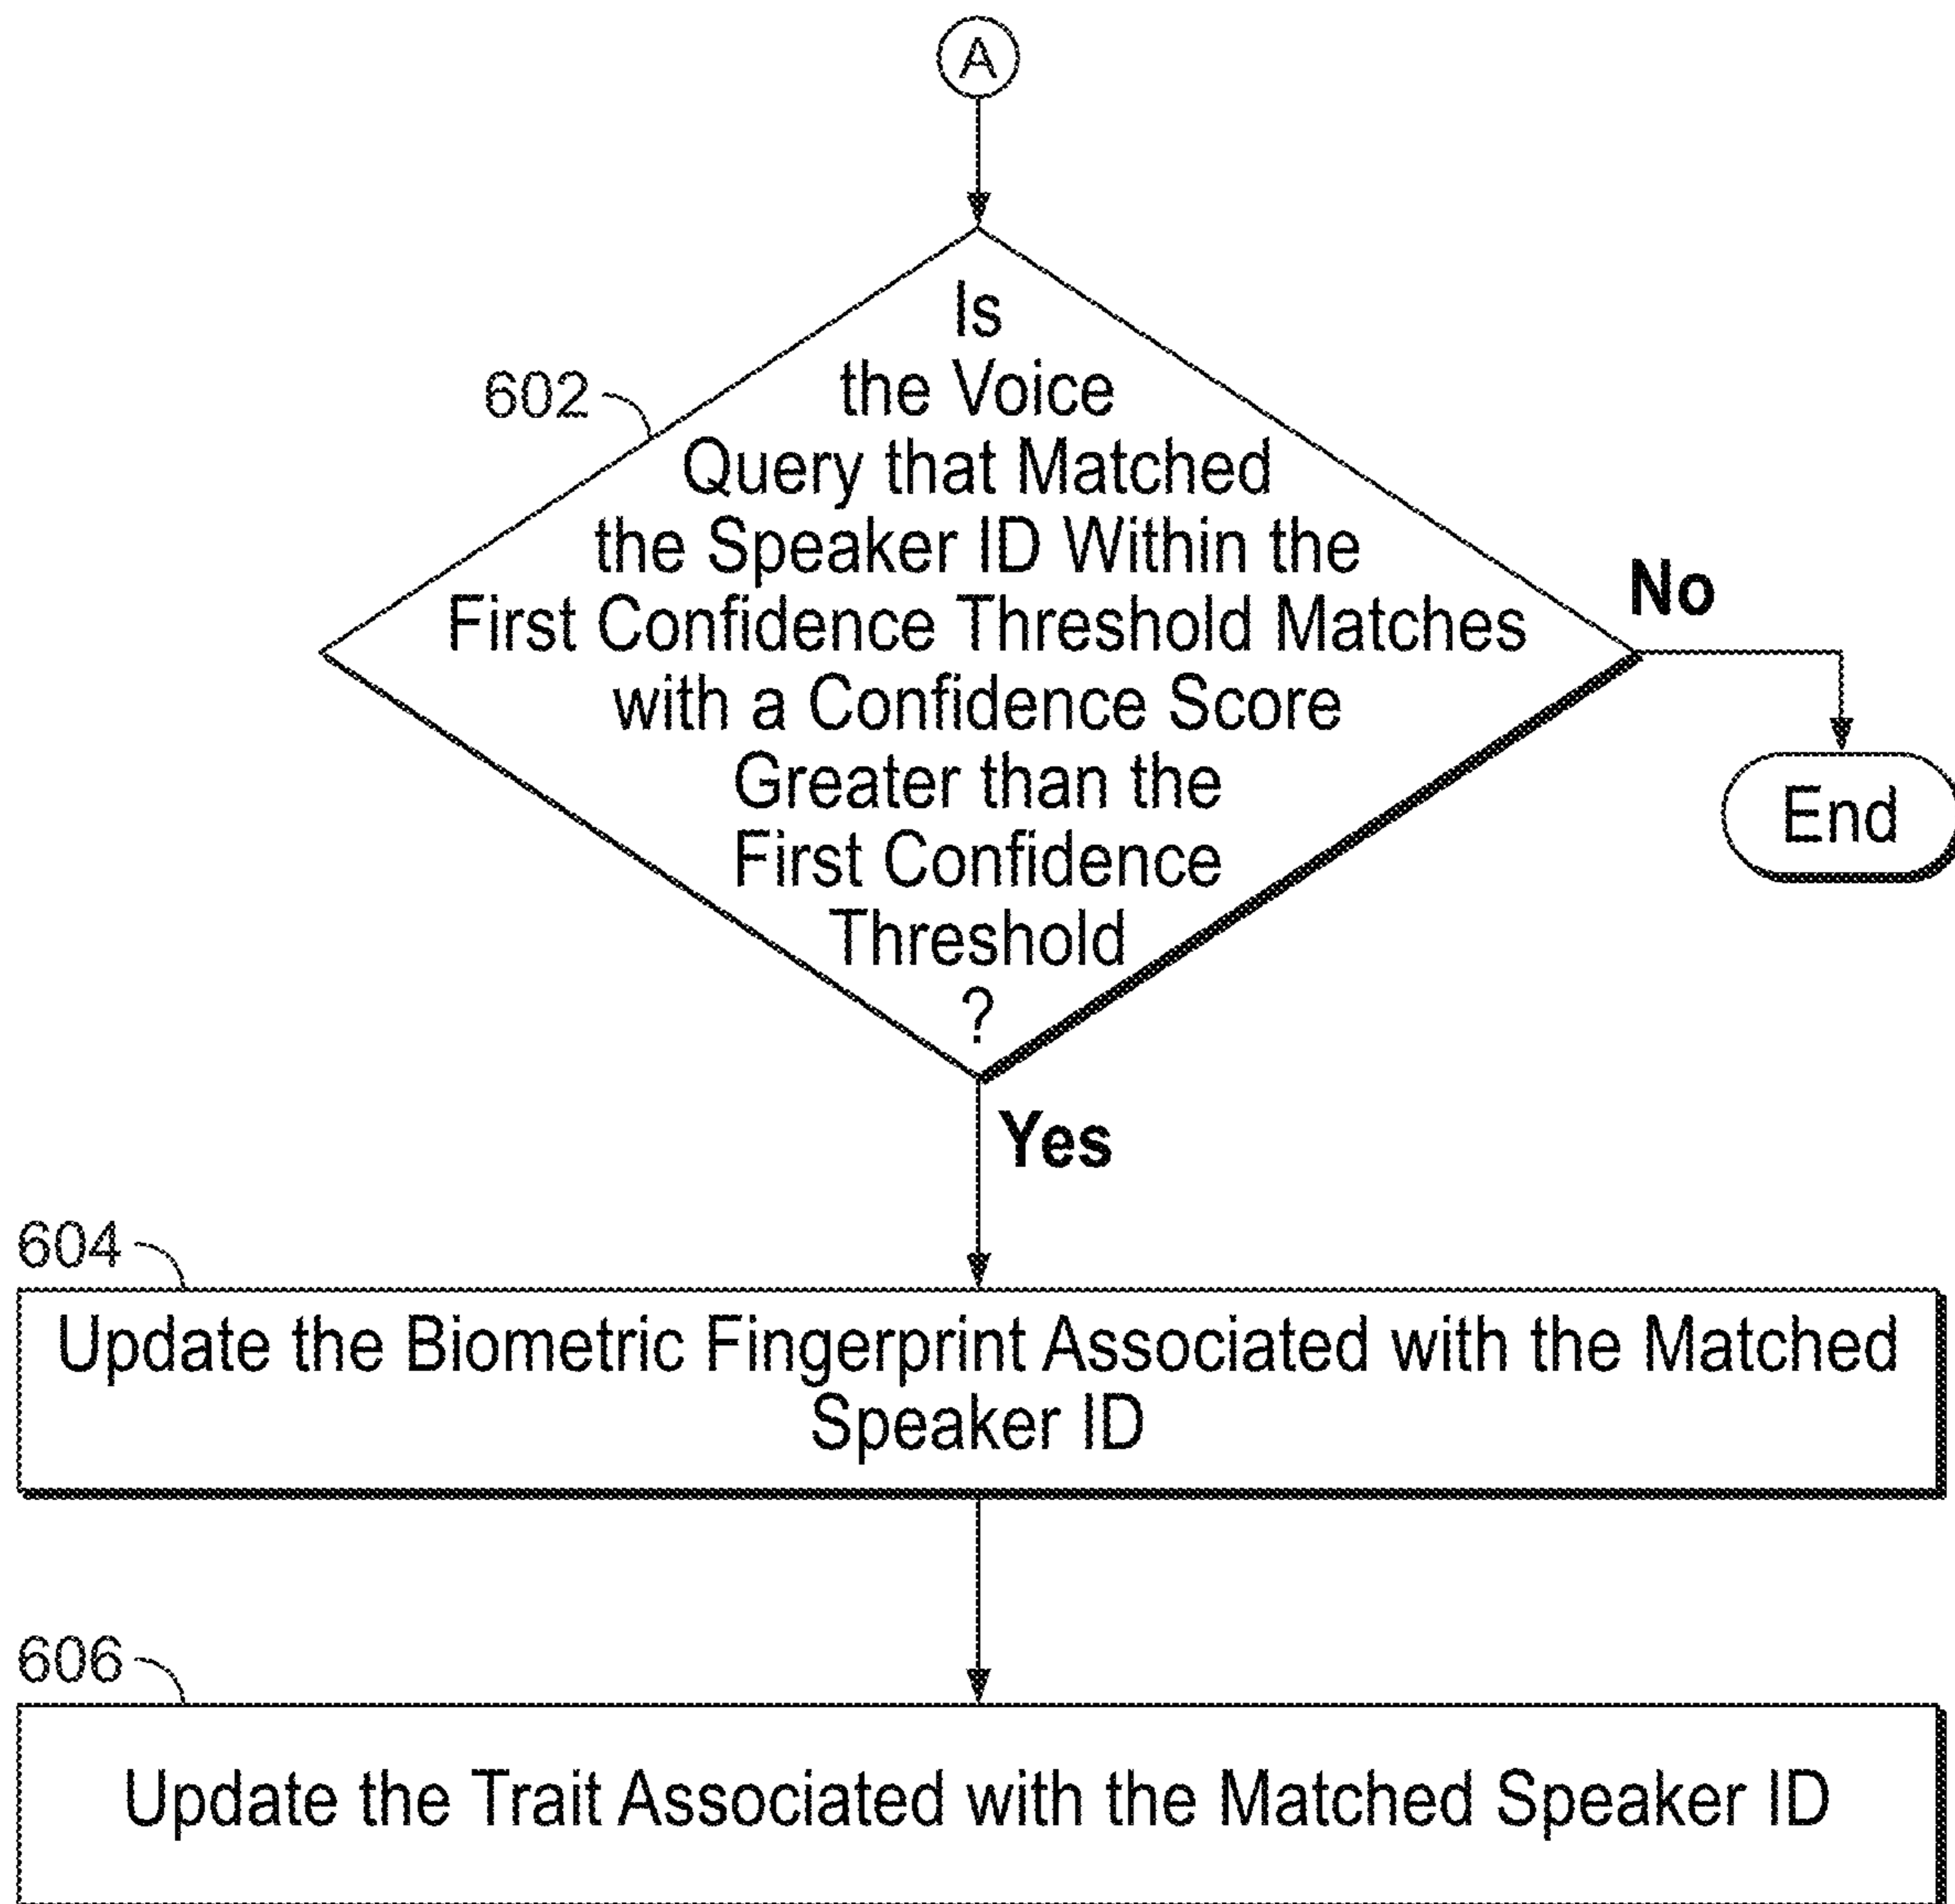 A
Is
the Voice
602
Query that Matched
the Speaker ID Within the
First Confidence Threshold Matches
No
with a Confidence Score
Greater than the
End
First Confidence
Threshold
?
Yes
604
Update the Biometric Fingerprint Associated with the Matched
Speaker ID
606
Update the Trait Associated with the Matched Speaker ID